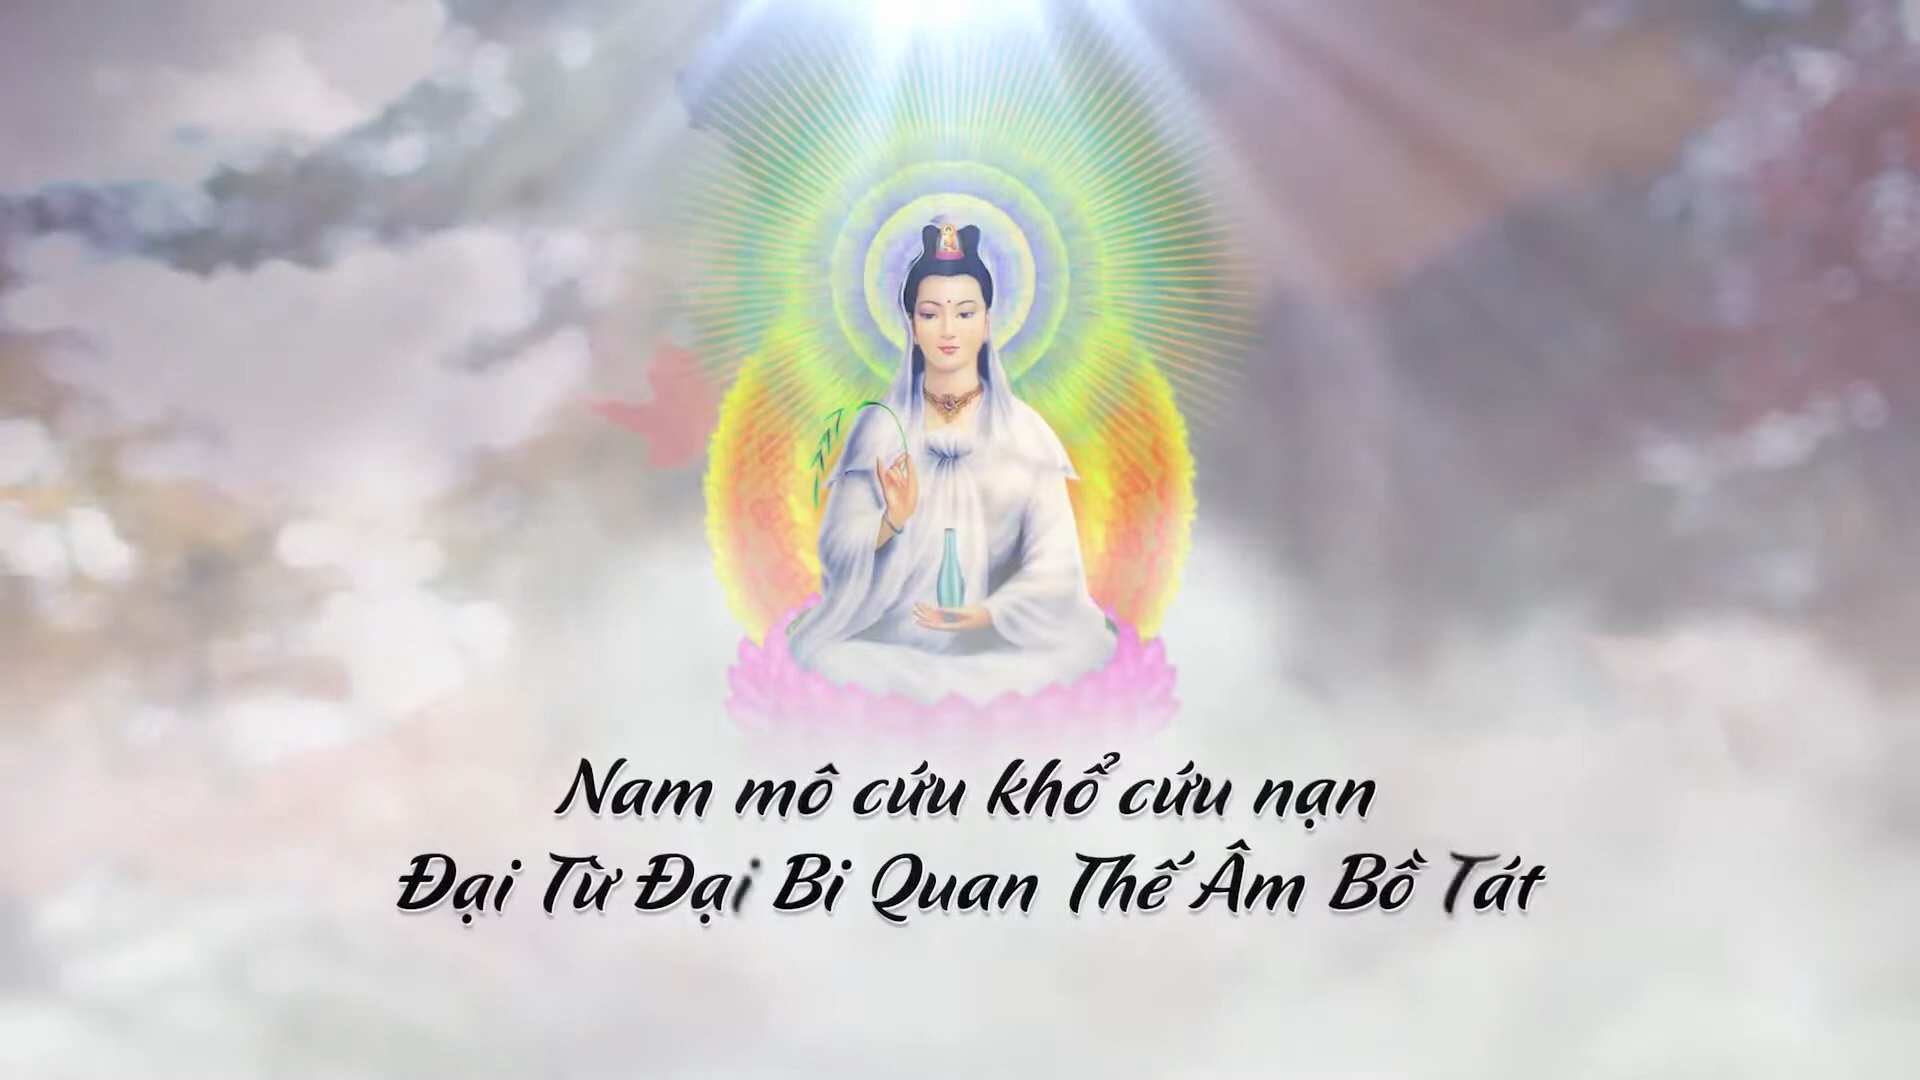 Nam mô cứu khổ cứu nạn
Đại Từ Đại Bi Quan Thế Âm Bồ Tát